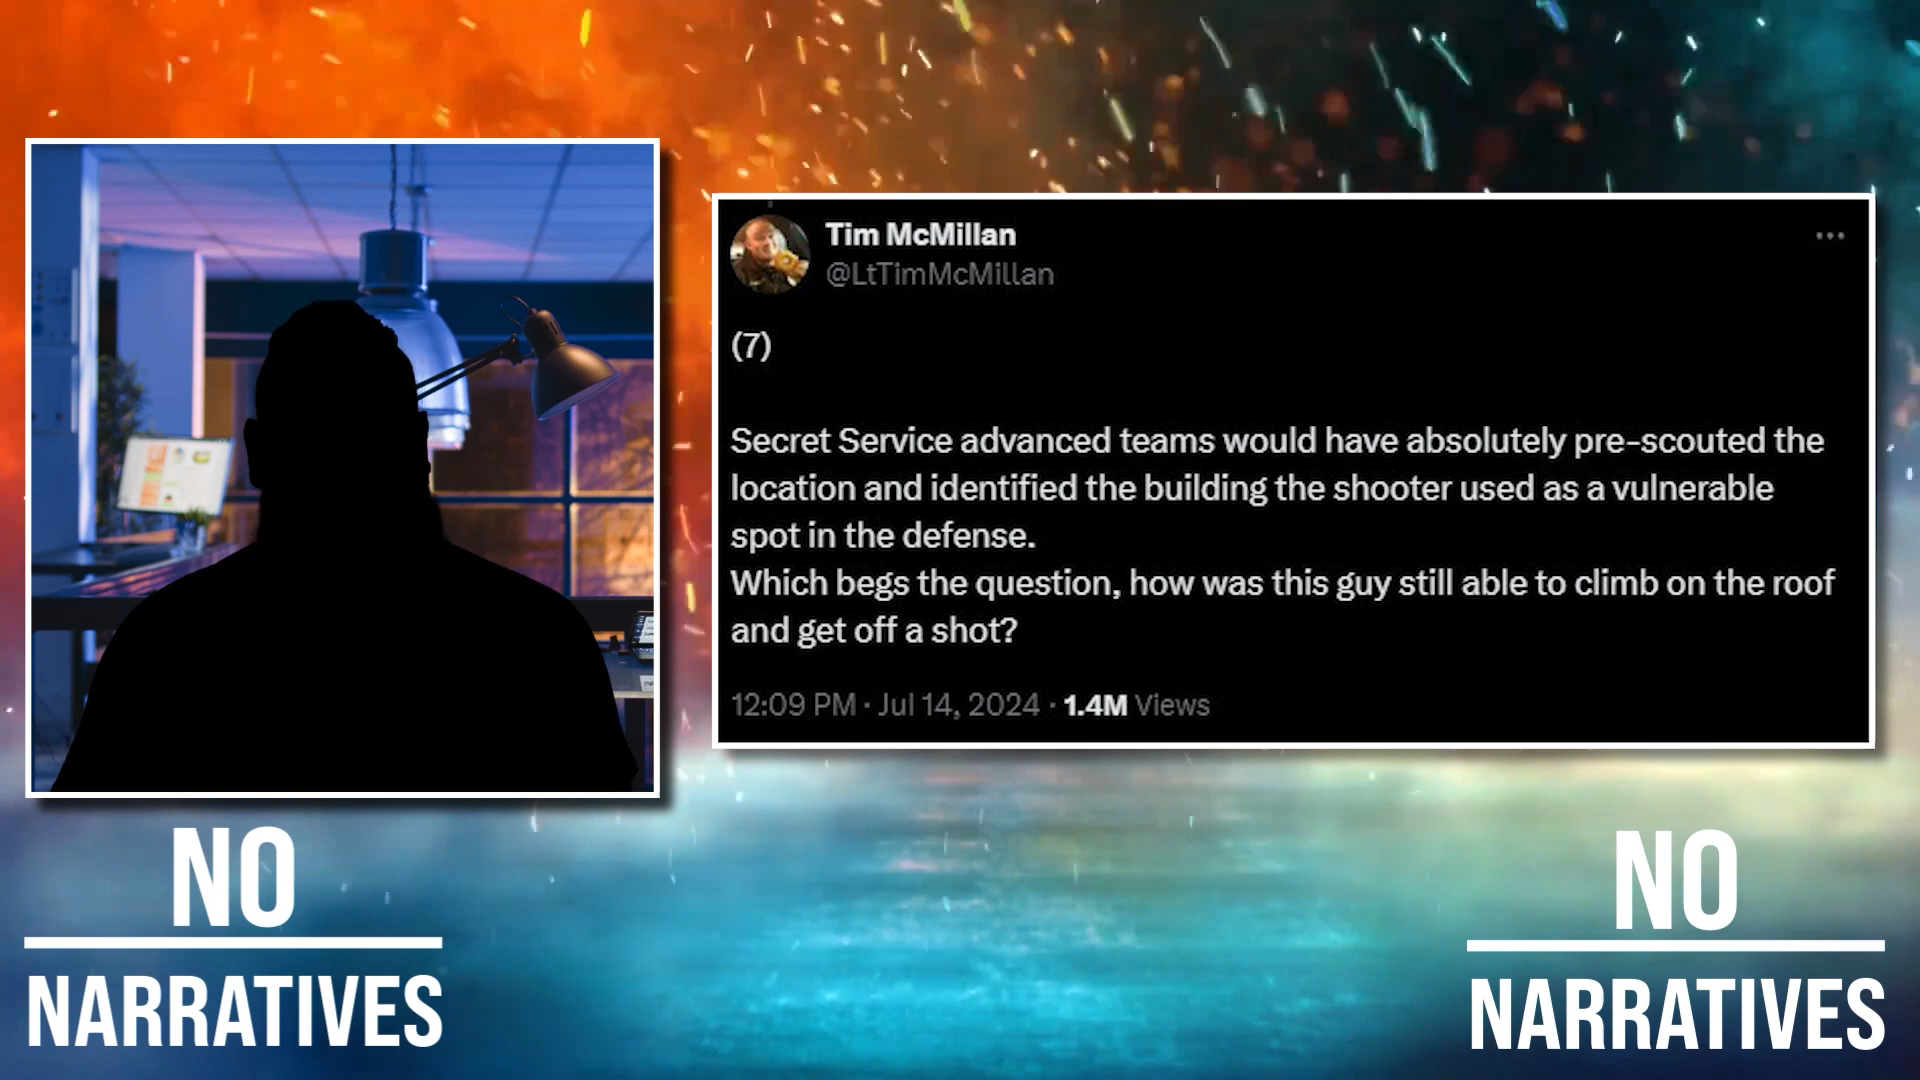 Tim McMillan
@LtTimMcMillan
(7)
Secret Service advanced teams would have absolutely pre-scouted the
location and identified the building the shooter used as a vulnerable
spot in the defense.
Which begs the question, how was this guy still able to climb on the roof
and get off a shot?
12:09 PM · Jul 14, 2024 · 1.4M Views
NO
NARRATIVES
NO
NARRATIVES